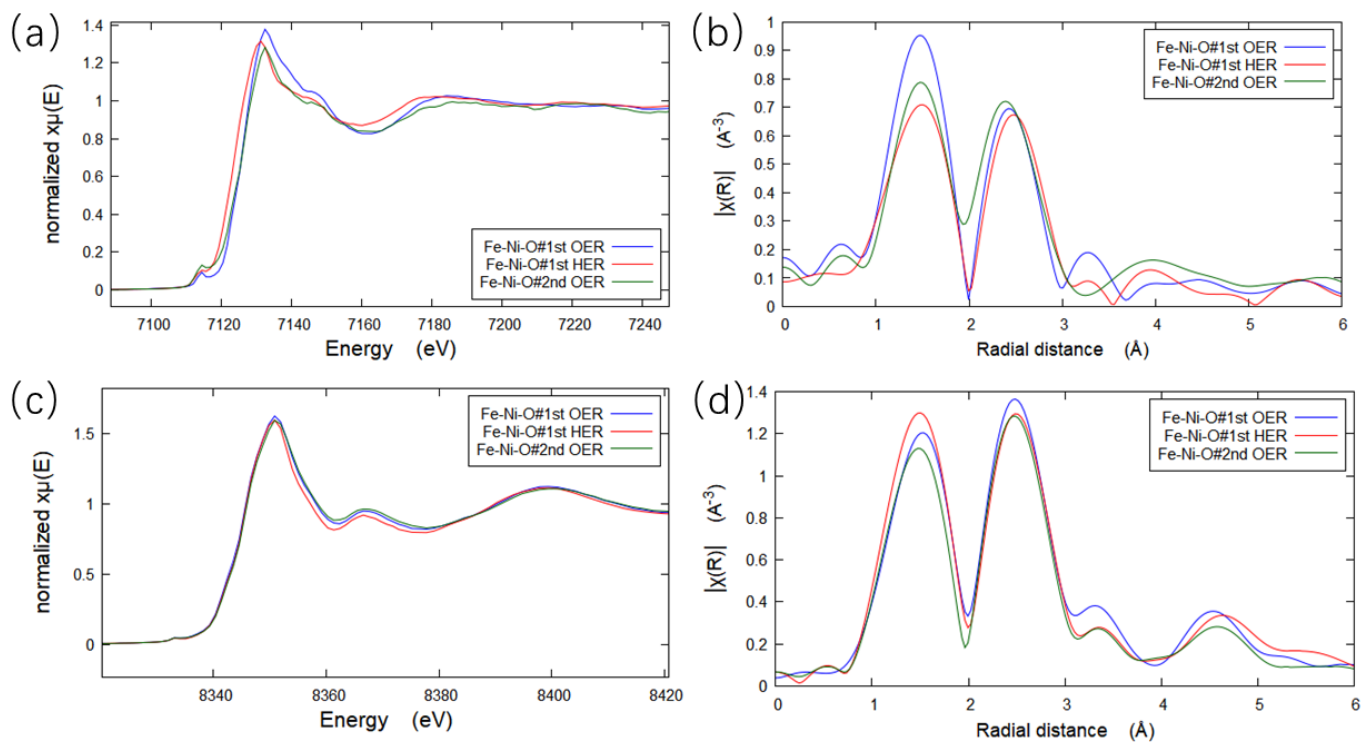 (a)
normalized xμ(E)
1.4
1.2
1
0.8
0.6
0.4
0.2
0
7100
7120
7140
7160
7180
7200
7220
7240
Energy (eV)
Fe-Ni-O#1st OER
Fe-Ni-O#1st HER
Fe-Ni-O#2nd OER
(b)
|χ(R)| (A⁻³)
1
0.9
0.8
0.7
0.6
0.5
0.4
0.3
0.2
0.1
0
0
1
2
3
4
5
6
Radial distance (Å)
Fe-Ni-O#1st OER
Fe-Ni-O#1st HER
Fe-Ni-O#2nd OER
(c)
normalized xμ(E)
1.5
1
0.5
0
8340
8360
8380
8400
8420
Energy (eV)
Fe-Ni-O#1st OER
Fe-Ni-O#1st HER
Fe-Ni-O#2nd OER
(d)
|χ(R)| (A⁻³)
1.4
1.2
1
0.8
0.6
0.4
0.2
0
0
1
2
3
4
5
6
Radial distance (Å)
Fe-Ni-O#1st OER
Fe-Ni-O#1st HER
Fe-Ni-O#2nd OER